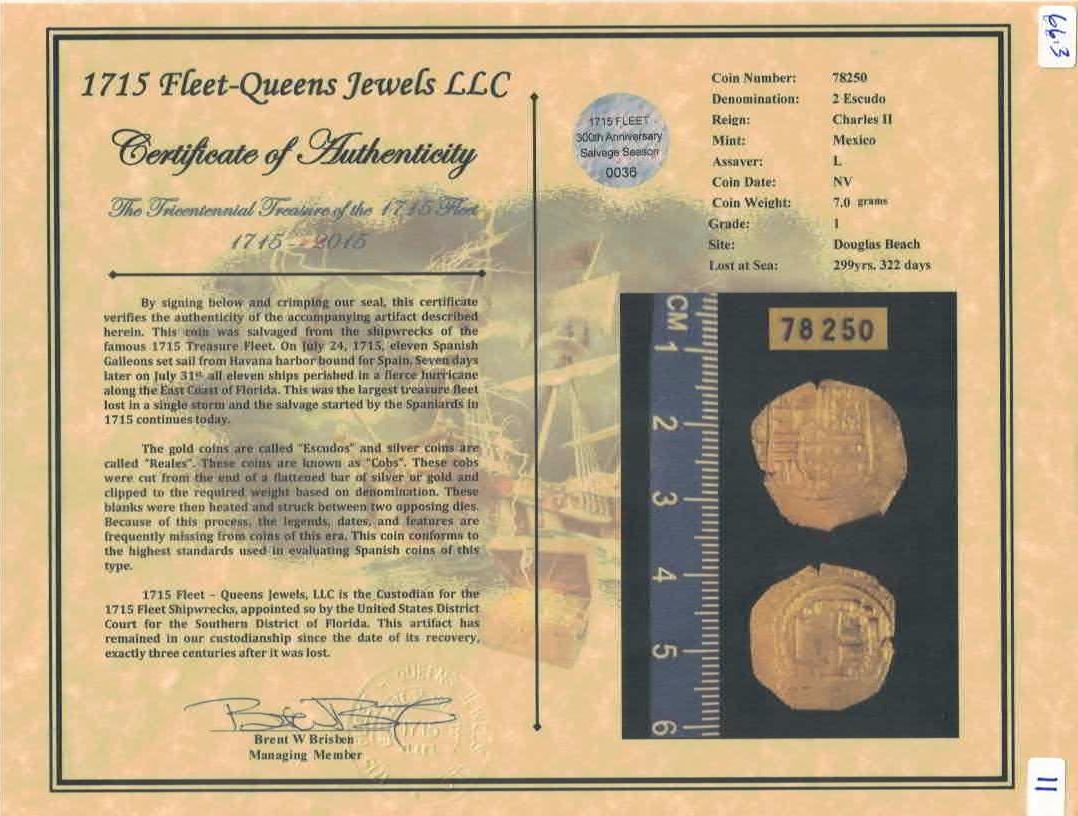 1715 Fleet-Queens Jewels LLC
Certificate of Authenticity
The Tricentennial Treasure of the 1715 Fleet
1715 - 2015
By signing below and crimping our seal, this certificate
verifies the authenticity of the accompanying artifact described
herein. This coin was salvaged from the shipwrecks of the
famous 1715 Treasure Fleet. On July 24, 1715, eleven Spanish
Galleons set sail from Havana harbor bound for Spain. Seven days
later on July 31st all eleven ships perished in a fierce hurricane
along the East Coast of Florida. This was the largest treasure fleet
lost in a single storm and the salvage started by the Spaniards in
1715 continues today.
The gold coins are called "Escudos" and silver coins are
called "Reales". These coins are known as "Cobs". These cobs
were cut from the end of a flattened bar of silver or gold and
clipped to the required weight based on denomination. These
blanks were then heated and struck between two opposing dies.
Because of this process, the legends, dates, and features are
frequently missing from coins of this era. This coin conforms to
the highest standards used in evaluating Spanish coins of this
type.
1715 Fleet – Queens Jewels, LLC is the Custodian for the
1715 Fleet Shipwrecks, appointed so by the United States District
Court for the Southern District of Florida. This artifact has
remained in our custodianship since the date of its recovery,
exactly three centuries after it was lost.
Brent W Brisben
Managing Member
QUEENS
1715
FLEET
1715 FLEET
300th Anniversary
Salvage Season
0036
Coin Number: 78250
Denomination: 2 Escudo
Reign: Charles II
Mint: Mexico
Assayer: L
Coin Date: NV
Coin Weight: 7.0 grams
Grade: 1
Site: Douglas Beach
Lost at Sea: 299yrs. 322 days
CM 1 2 3 4 5 6
78250
66.3
11